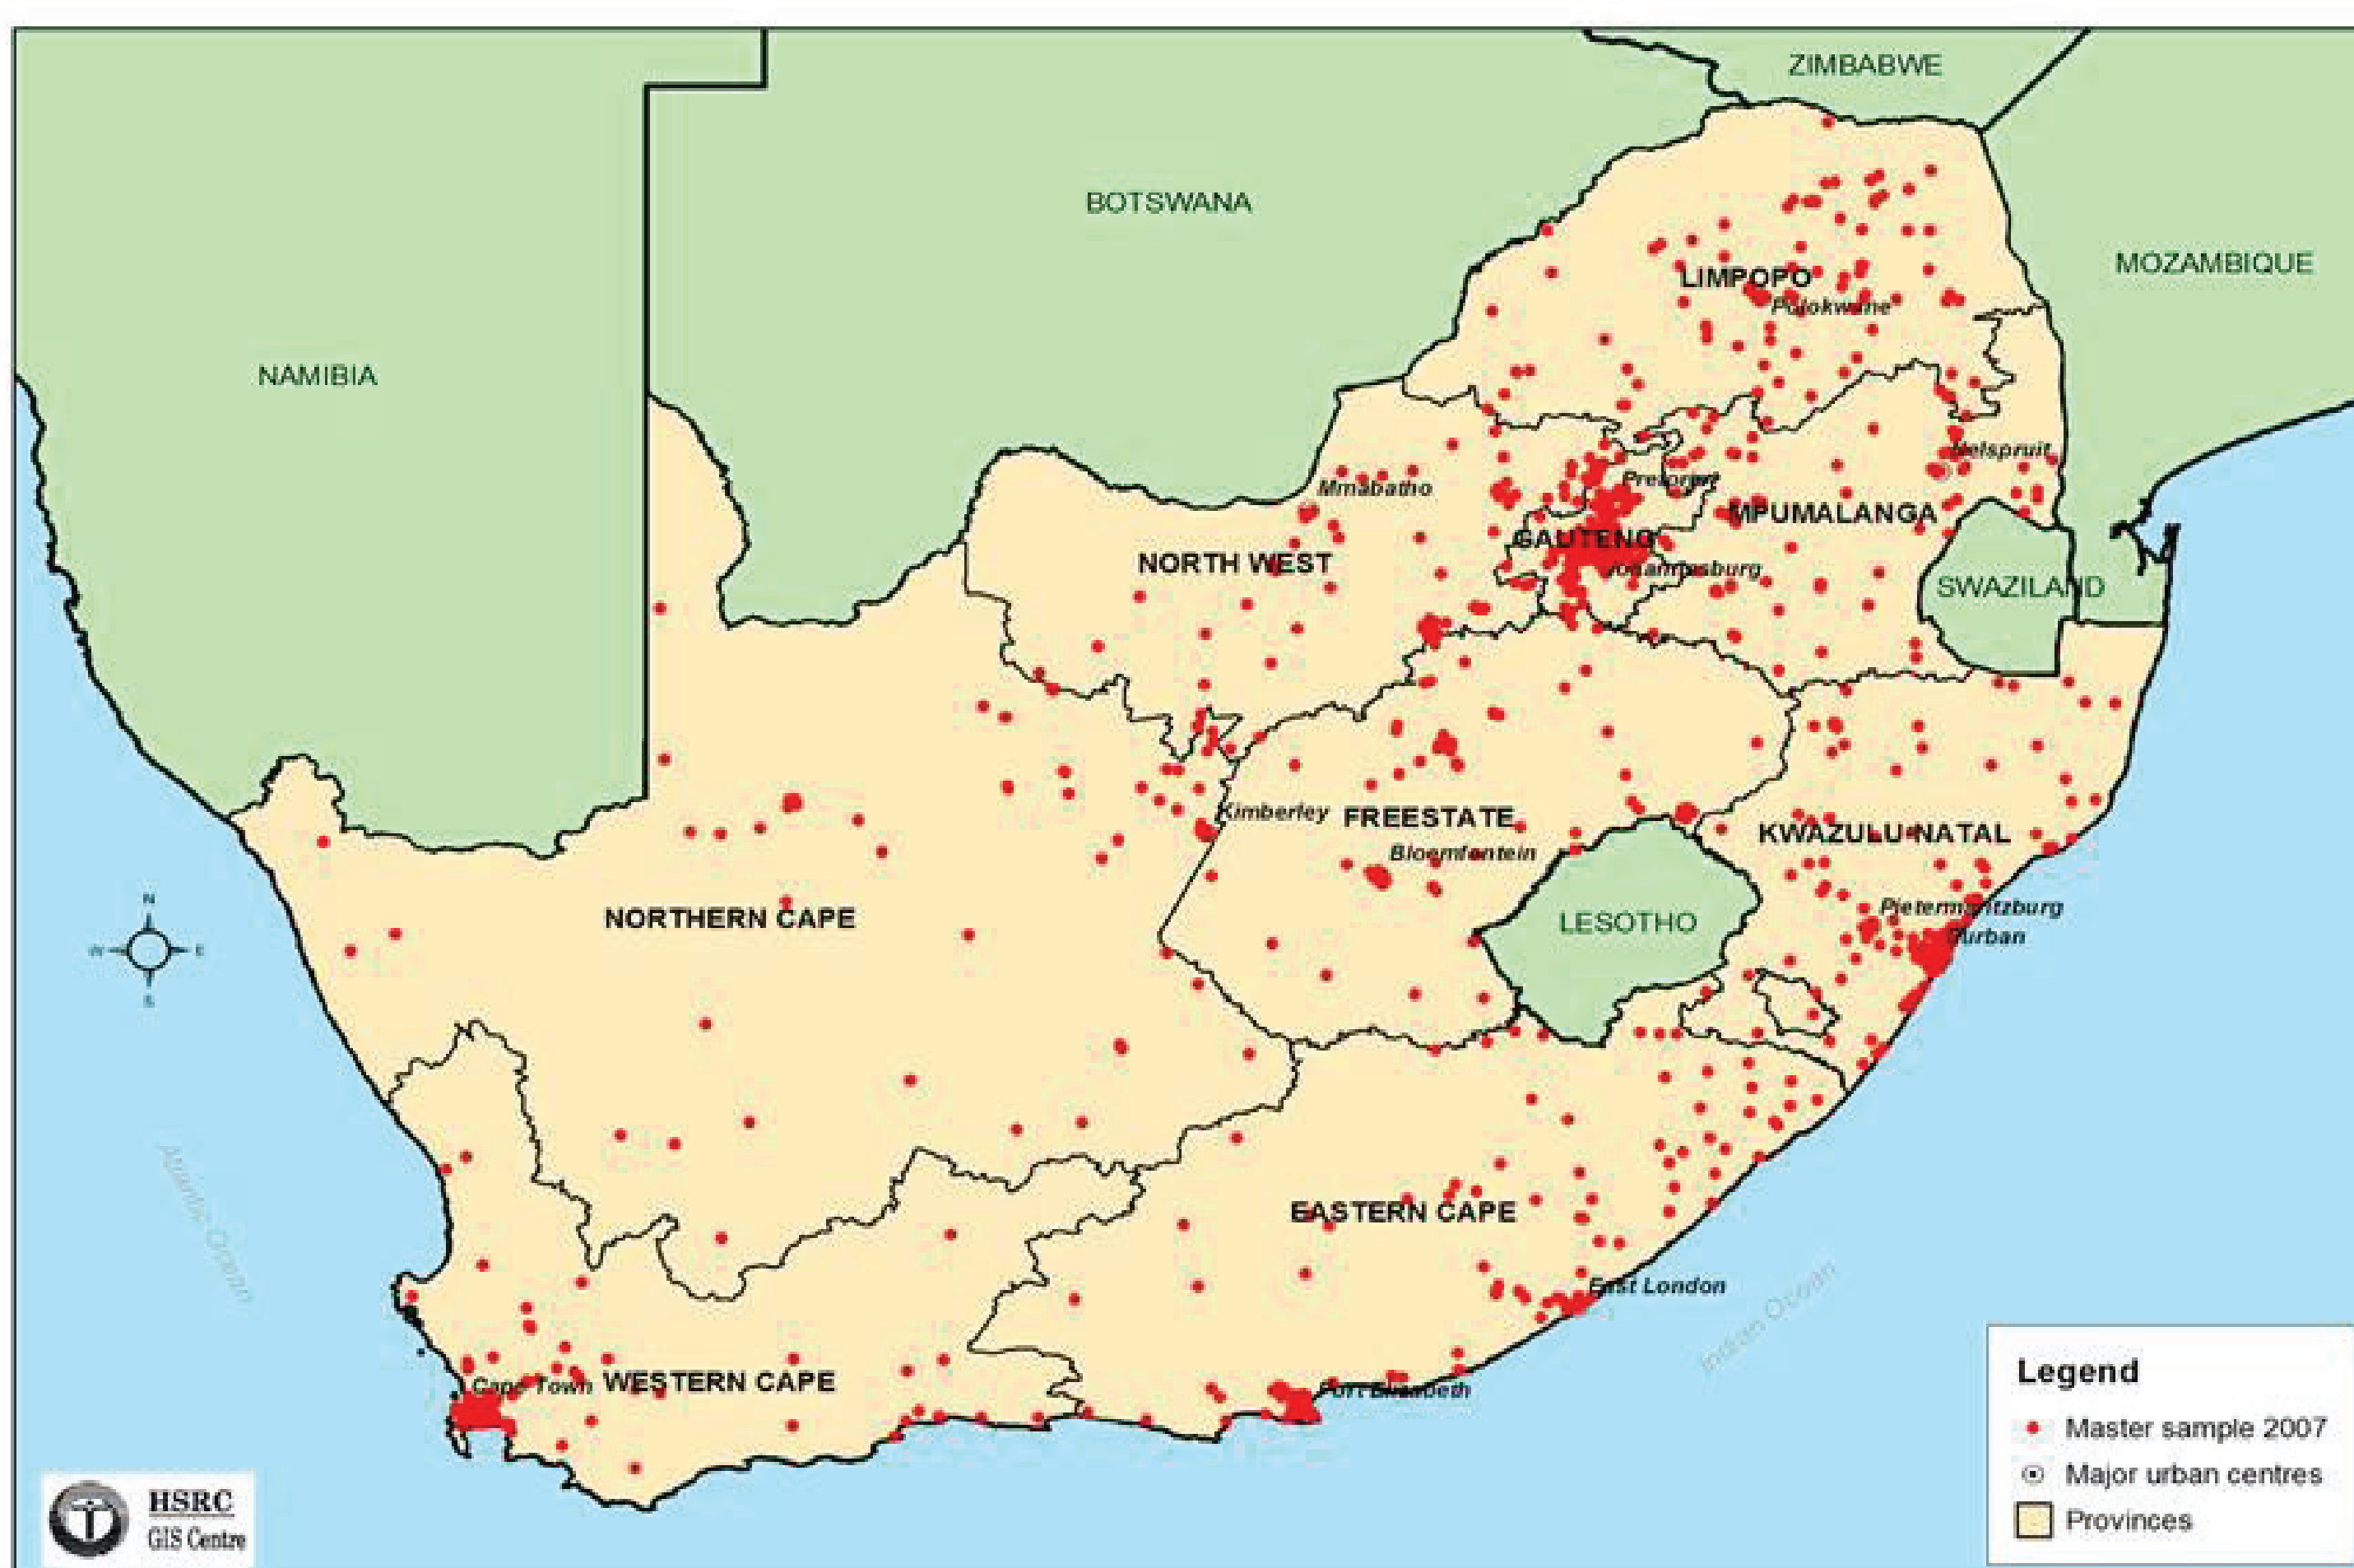 ZIMBABWE
BOTSWANA
MOZAMBIQUE
LIMPOPO
Polokwane
NAMIBIA
Nelspruit
Mmabatho
MPUMALANGA
GAUTENG
NORTH WEST
Johannesburg
SWAZILAND
Kimberley
FREESTATE
KWAZULU-NATAL
Bloemfontein
N
W
E
S
NORTHERN CAPE
LESOTHO
Pietermaritzburg
Durban
Atlantic Ocean
EASTERN CAPE
East London
Indian Ocean
Cape Town
WESTERN CAPE
Port Elizabeth
Legend
Master sample 2007
Major urban centres
Provinces
HSRC
GIS Centre